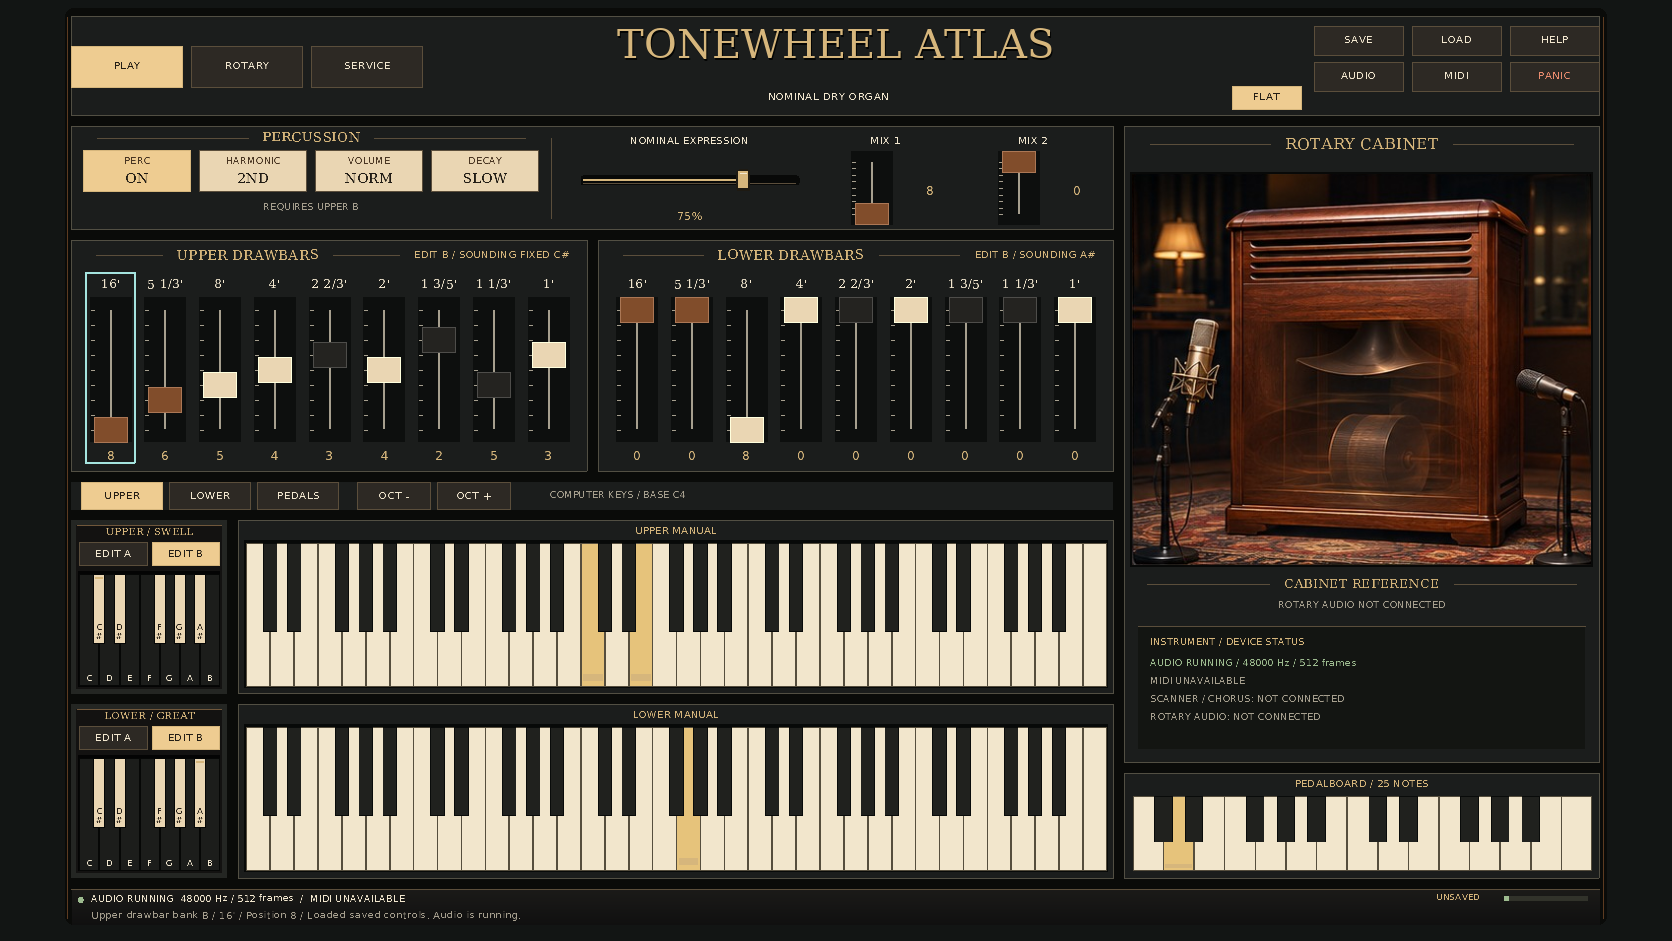 PLAY
ROTARY
SERVICE
TONEWHEEL ATLAS
NOMINAL DRY ORGAN
FLAT
SAVE
LOAD
HELP
AUDIO
MIDI
PANIC
PERCUSSION
PERC
ON
HARMONIC
2ND
VOLUME
NORM
DECAY
SLOW
REQUIRES UPPER B
NOMINAL EXPRESSION
75%
MIX 1
8
MIX 2
0
UPPER DRAWBARS
EDIT B / SOUNDING FIXED C#
16' 5 1/3' 8' 4' 2 2/3' 2' 1 3/5' 1 1/3' 1'
8 6 5 4 3 4 2 5 3
LOWER DRAWBARS
EDIT B / SOUNDING A#
16' 5 1/3' 8' 4' 2 2/3' 2' 1 3/5' 1 1/3' 1'
0 0 8 0 0 0 0 0 0
UPPER
LOWER
PEDALS
OCT -
OCT +
COMPUTER KEYS / BASE C4
UPPER / SWELL
EDIT A
EDIT B
C# D# F# G# A#
C D E F G A B
UPPER MANUAL
LOWER / GREAT
EDIT A
EDIT B
C# D# F# G# A#
C D E F G A B
LOWER MANUAL
ROTARY CABINET
CABINET REFERENCE
ROTARY AUDIO NOT CONNECTED
INSTRUMENT / DEVICE STATUS
AUDIO RUNNING / 48000 Hz / 512 frames
MIDI UNAVAILABLE
SCANNER / CHORUS: NOT CONNECTED
ROTARY AUDIO: NOT CONNECTED
PEDALBOARD / 25 NOTES
AUDIO RUNNING 48000 Hz / 512 frames / MIDI UNAVAILABLE
Upper drawbar bank B / 16' / Position 8 / Loaded saved controls. Audio is running.
UNSAVED